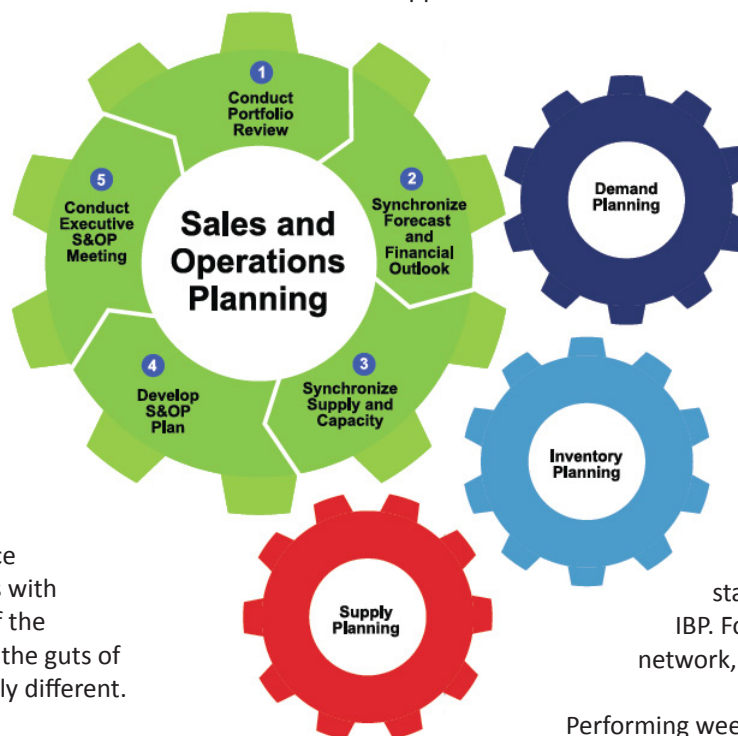 1
Conduct
Portfolio
Review
2
Synchronize
Forecast
and
Financial
Outlook
3
Synchronize
Supply and
Capacity
4
Develop
S&OP
Plan
5
Conduct
Executive
S&OP
Meeting
Sales and
Operations
Planning
Demand
Planning
Inventory
Planning
Supply
Planning
with
the
the guts of
different.
IBP.
network,
Performing